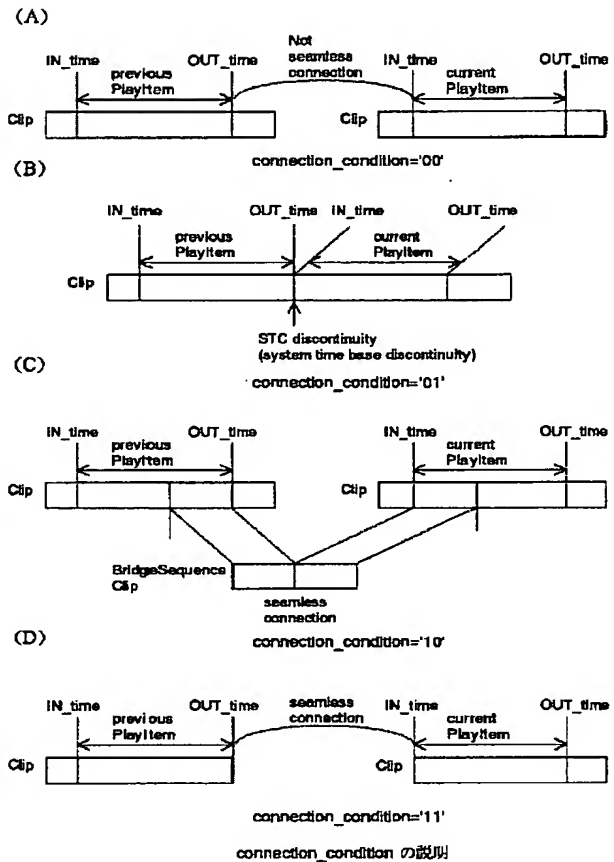 (A)
Not
seamless
connection
IN_time
OUT_time
IN_time
OUT_time
previous
PlayItem
current
PlayItem
Clip
Clip
connection_condition='00'
(B)
IN_time
OUT_time
IN_time
OUT_time
previous
PlayItem
current
PlayItem
Clip
STC discontinuity
(system time base discontinuity)
connection_condition='01'
(C)
IN_time
OUT_time
IN_time
OUT_time
previous
PlayItem
current
PlayItem
Clip
Clip
BridgeSequence
Clip
seamless
connection
connection_condition='10'
(D)
IN_time
OUT_time
seamless
connection
IN_time
OUT_time
previous
PlayItem
current
PlayItem
Clip
Clip
connection_condition='11'
connection_condition の説明